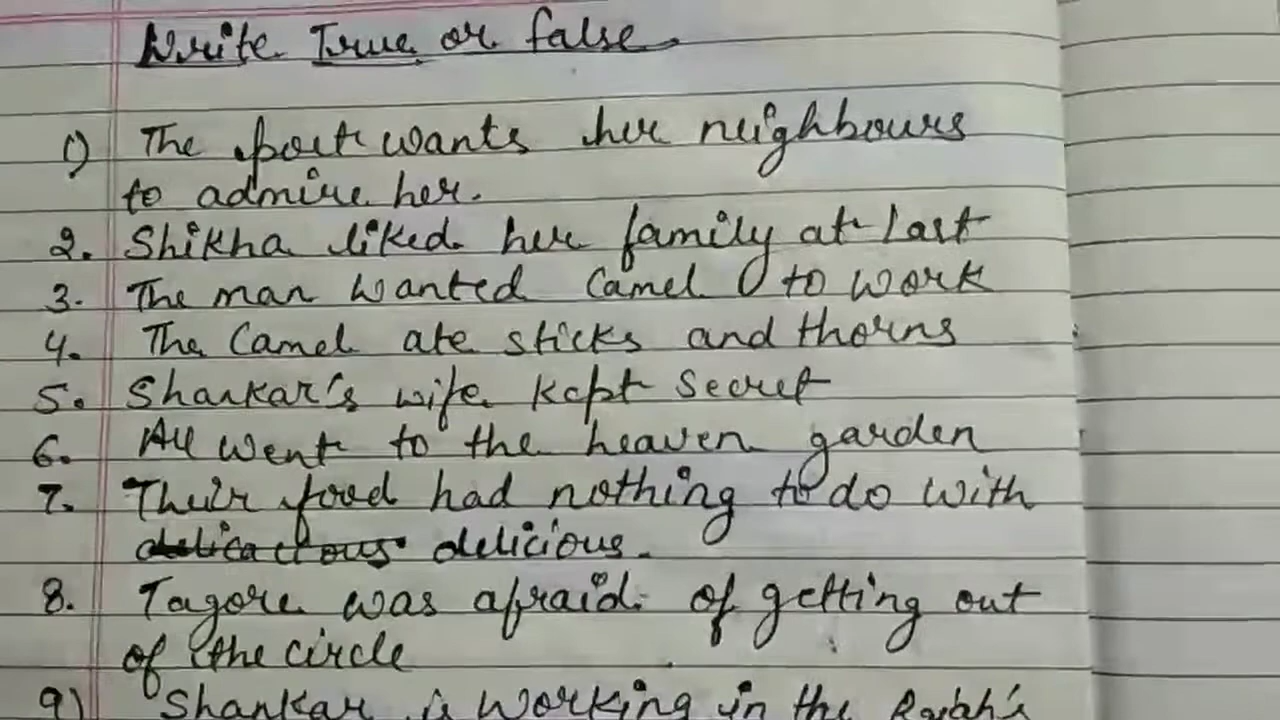 Write True or false.
1) The poet wants her neighbours
to admire her.
2. Shikha liked her family at last
3. The man wanted Camel to work
4. The Camel ate sticks and thorns
5. Shankar's wife kept secret
6. All went to the heaven garden
7. Their food had nothing to do with
delicious.
8. Tagore was afraid of getting out
of the circle
9) Shankar is working in the